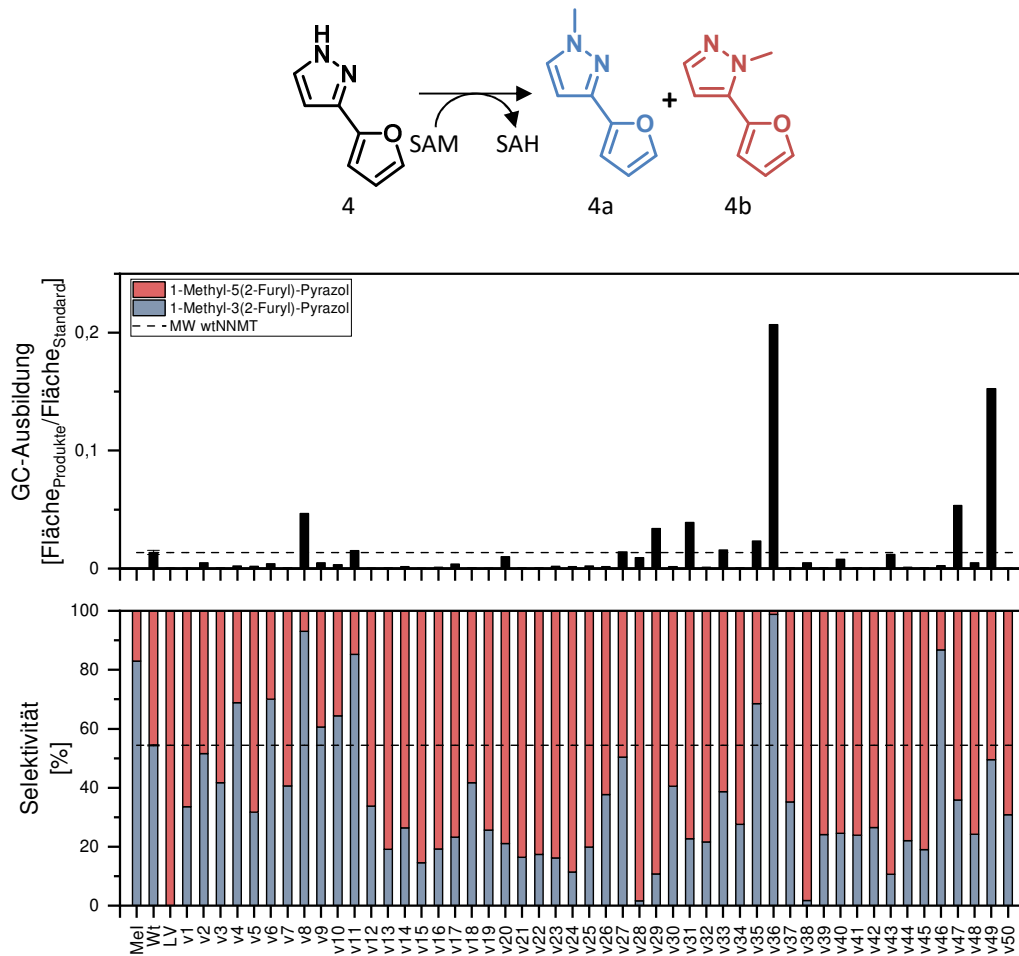 H
N
N
O
SAM
SAH
4
N
N
O
4a
+
N
N
O
4b
1-Methyl-5(2-Furyl)-Pyrazol
1-Methyl-3(2-Furyl)-Pyrazol
MW wtNNMT
GC-Ausbildung
[Fläche_Produkte/Fläche_Standard]
0,2
0,1
0
Selektivität
[%]
100
80
60
40
20
0
Mel Wt LV v1 v2 v3 v4 v5 v6 v7 v8 v9 v10 v11 v12 v13 v14 v15 v16 v17 v18 v19 v20 v21 v22 v23 v24 v25 v26 v27 v28 v29 v30 v31 v32 v33 v34 v35 v36 v37 v38 v39 v40 v41 v42 v43 v44 v45 v46 v47 v48 v49 v50